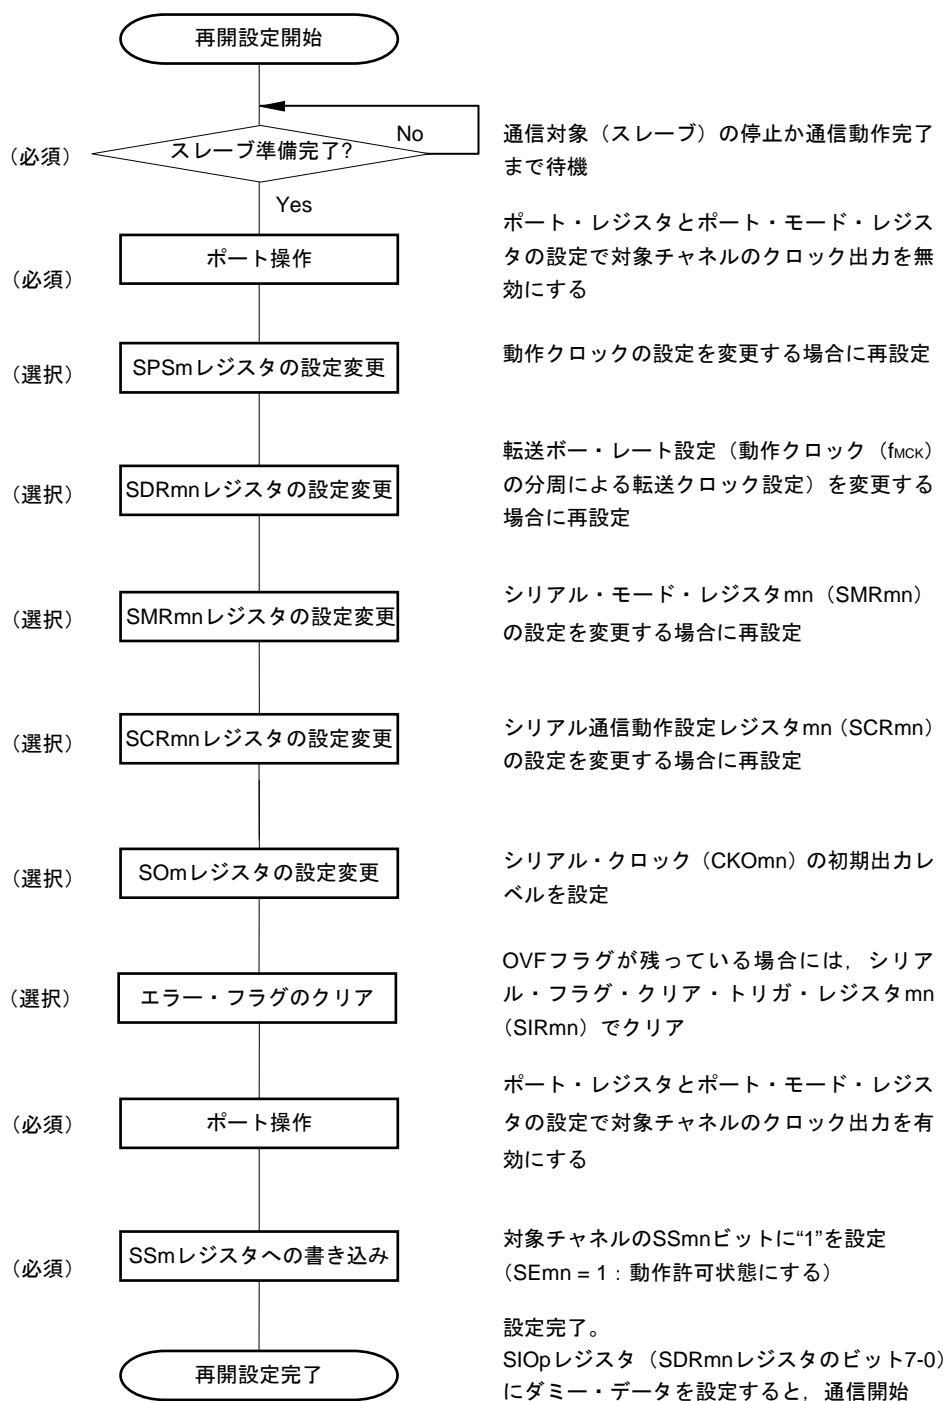 再開設定開始
No
（必須）
スレーブ準備完了?
通信対象（スレーブ）の停止か通信動作完了
まで待機
Yes
（必須）
ポート操作
ポート・レジスタとポート・モード・レジス
タの設定で対象チャネルのクロック出力を無
効にする
（選択）
SPSmレジスタの設定変更
動作クロックの設定を変更する場合に再設定
（選択）
SDRmnレジスタの設定変更
転送ボー・レート設定（動作クロック（fMCK）
の分周による転送クロック設定）を変更する
場合に再設定
（選択）
SMRmnレジスタの設定変更
シリアル・モード・レジスタmn（SMRmn）
の設定を変更する場合に再設定
（選択）
SCRmnレジスタの設定変更
シリアル通信動作設定レジスタmn（SCRmn）
の設定を変更する場合に再設定
（選択）
SOmレジスタの設定変更
シリアル・クロック（CKOmn）の初期出力レ
ベルを設定
（選択）
エラー・フラグのクリア
OVFフラグが残っている場合には，シリア
ル・フラグ・クリア・トリガ・レジスタmn
（SIRmn）でクリア
（必須）
ポート操作
ポート・レジスタとポート・モード・レジス
タの設定で対象チャネルのクロック出力を有
効にする
（必須）
SSmレジスタへの書き込み
対象チャネルのSSmnビットに“1”を設定
（SEmn = 1：動作許可状態にする）
再開設定完了
設定完了。
SIOpレジスタ（SDRmnレジスタのビット7-0）
にダミー・データを設定すると，通信開始